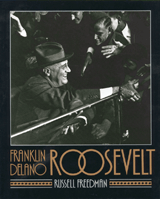 FRANKLIN
DELANO
ROOSEVELT
RUSSELL FREEDMAN